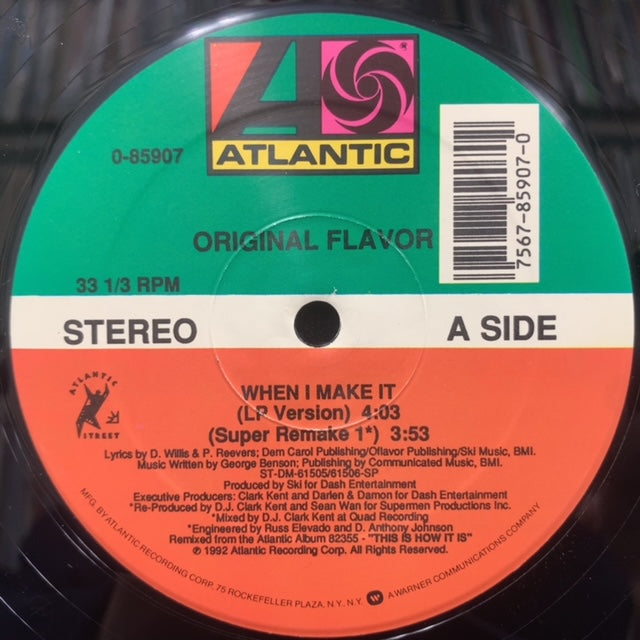 ATLANTIC
0-85907
7567-85907-0
ORIGINAL FLAVOR
33 1/3 RPM
STEREO
A SIDE
ATLANTIC STREET
WHEN I MAKE IT
(LP Version) 4:03
(Super Remake 1*) 3:53
Lyrics by D. Willis & P. Reevers; Dem Carol Publishing/Oflavor Publishing/Ski Music, BMI.
Music Written by George Benson; Publishing by Communicated Music, BMI.
ST-DM-61505/61506-SP
Produced by Ski for Dash Entertainment
Executive Producers: Clark Kent and Darien & Damon for Dash Entertainment
*Re-Produced by D.J. Clark Kent and Sean Wan for Supermen Productions Inc.
*Mixed by D.J. Clark Kent at Quad Recording
*Engineered by Russ Elevado and D. Anthony Johnson
Remixed from the Atlantic Album 82355 - "THIS IS HOW IT IS"
℗ 1992 Atlantic Recording Corp. All Rights Reserved.
MFG. BY ATLANTIC RECORDING CORP. 75 ROCKEFELLER PLAZA, N.Y., N.Y. A WARNER COMMUNICATIONS COMPANY